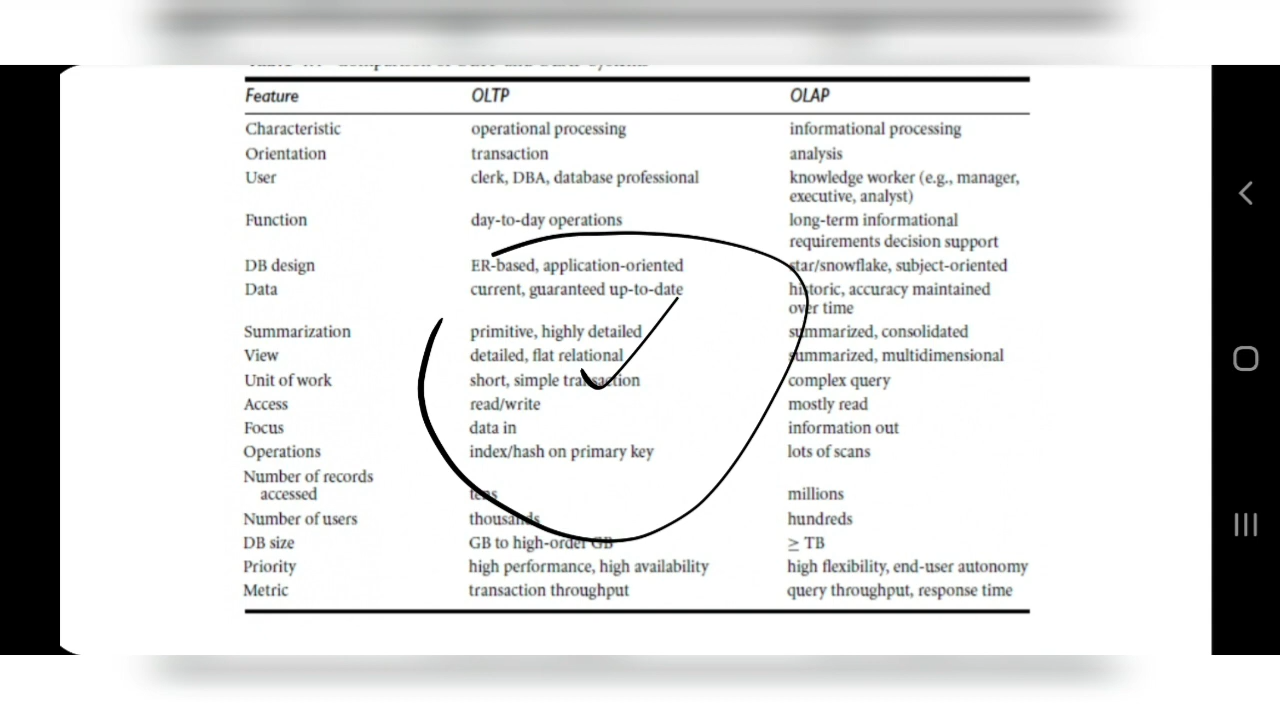 Feature OLTP OLAP
Characteristic operational processing informational processing
Orientation transaction analysis
User clerk, DBA, database professional knowledge worker (e.g., manager,
executive, analyst)
Function day-to-day operations long-term informational
requirements decision support
DB design ER-based, application-oriented star/snowflake, subject-oriented
Data current, guaranteed up-to-date historic, accuracy maintained
over time
Summarization primitive, highly detailed summarized, consolidated
View detailed, flat relational summarized, multidimensional
Unit of work short, simple transaction complex query
Access read/write mostly read
Focus data in information out
Operations index/hash on primary key lots of scans
Number of records
accessed tens millions
Number of users thousands hundreds
DB size GB to high-order GB ≥ TB
Priority high performance, high availability high flexibility, end-user autonomy
Metric transaction throughput query throughput, response time